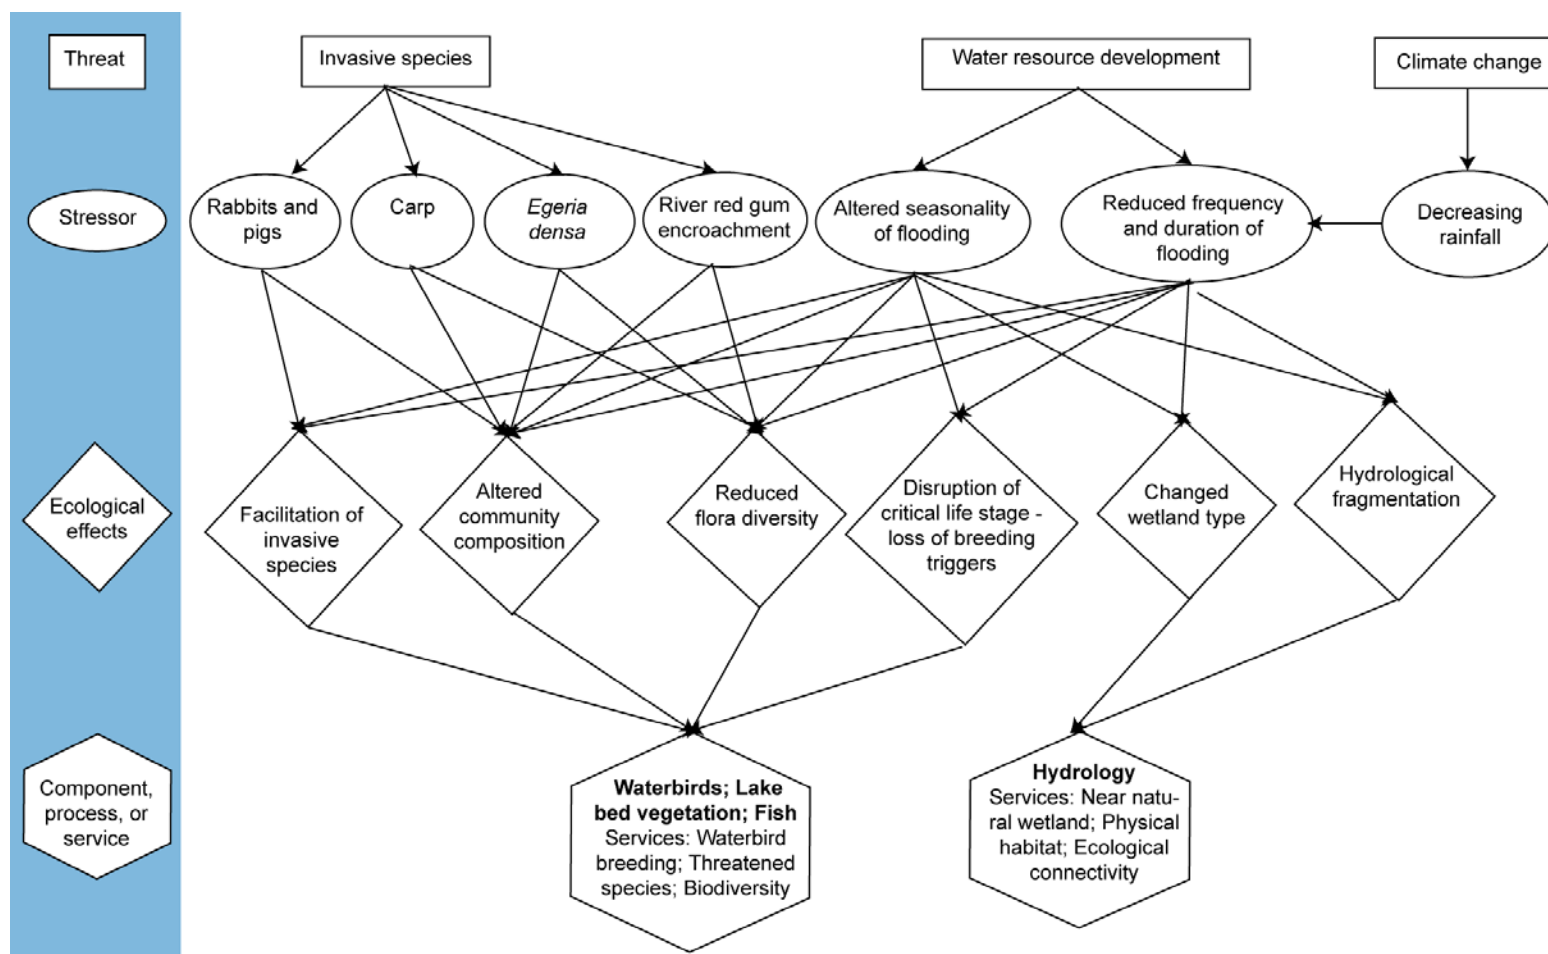 Threat
Invasive species
Water resource development
Climate change
Stressor
Rabbits and
pigs
Carp
Egeria
densa
River red gum
encroachment
Altered seasonality
of flooding
Reduced frequency
and duration of
flooding
Decreasing
rainfall
Ecological
effects
Facilitation of
invasive
species
Altered
community
composition
Reduced
flora diversity
Disruption of
critical life stage -
loss of breeding
triggers
Changed
wetland type
Hydrological
fragmentation
Component,
process, or
service
Waterbirds; Lake
bed vegetation; Fish
Services: Waterbird
breeding; Threatened
species; Biodiversity
Hydrology
Services: Near natu-
ral wetland; Physical
habitat; Ecological
connectivity